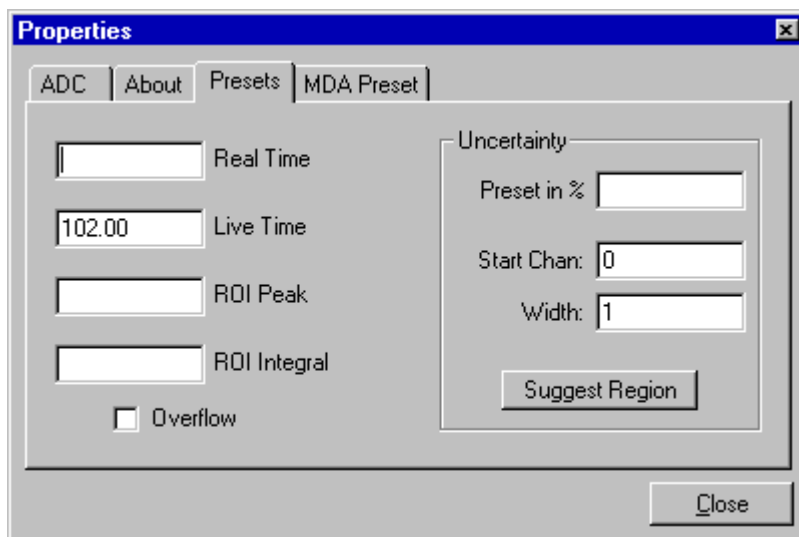 Properties
ADC About Presets MDA Preset
Real Time
102.00 Live Time
ROI Peak
ROI Integral
Overflow
Uncertainty
Preset in %
Start Chan: 0
Width: 1
Suggest Region
Close